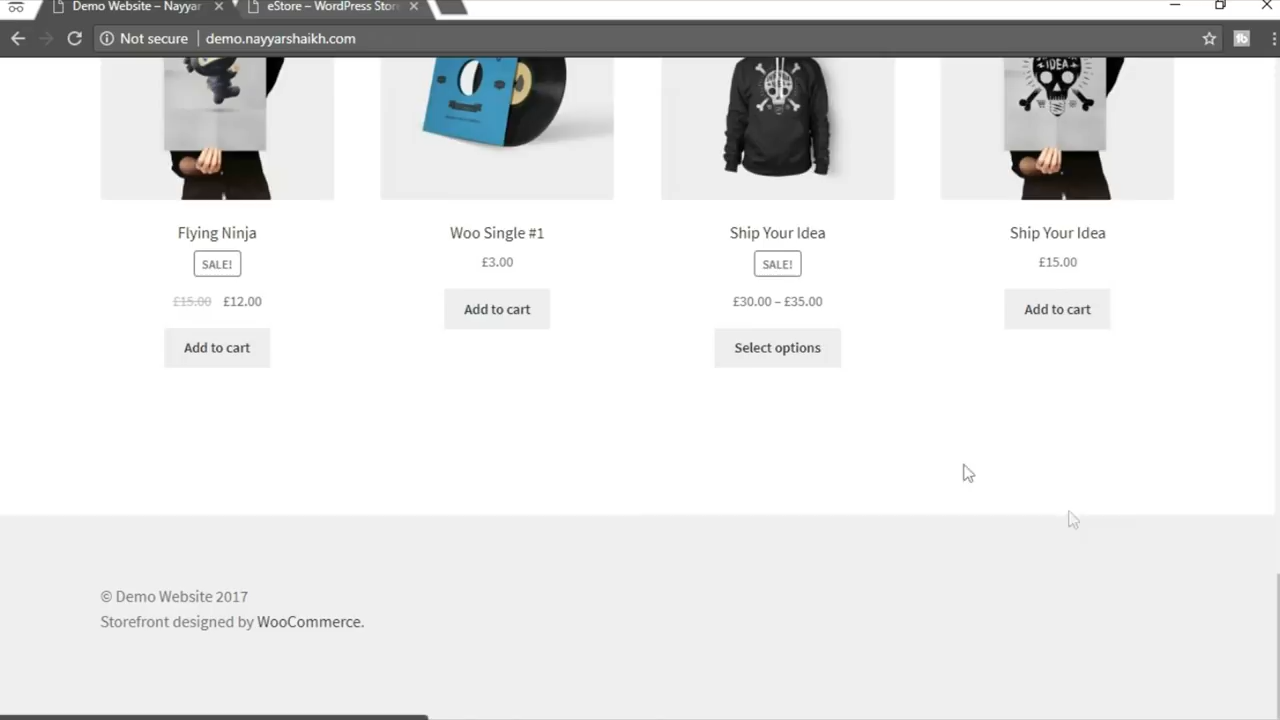 Demo Website – Nayyar
eStore – WordPress Stor
Not secure
demo.nayyarshaikh.com
IDEA
Flying Ninja
SALE!
£15.00 £12.00
Add to cart
Woo Single #1
£3.00
Add to cart
Ship Your Idea
SALE!
£30.00 – £35.00
Select options
Ship Your Idea
£15.00
Add to cart
© Demo Website 2017
Storefront designed by WooCommerce.